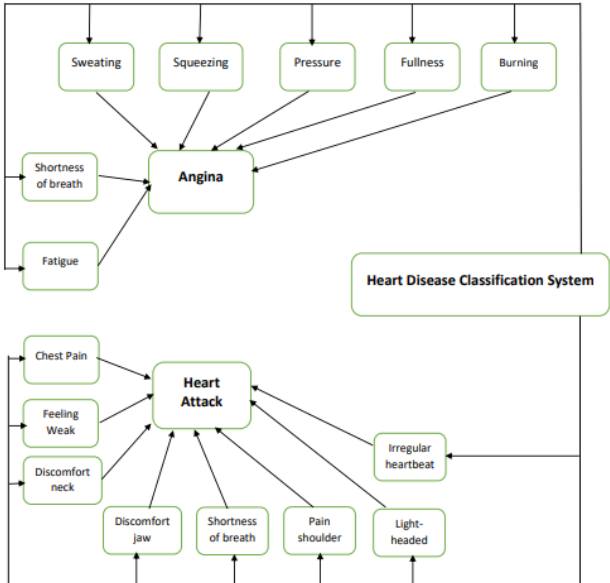 Sweating
Squeezing
Pressure
Fullness
Burning
Shortness
of breath
Angina
Fatigue
Heart Disease Classification System
Chest Pain
Heart
Attack
Feeling
Weak
Irregular
heartbeat
Discomfort
neck
Discomfort
jaw
Shortness
of breath
Pain
shoulder
Light-
headed